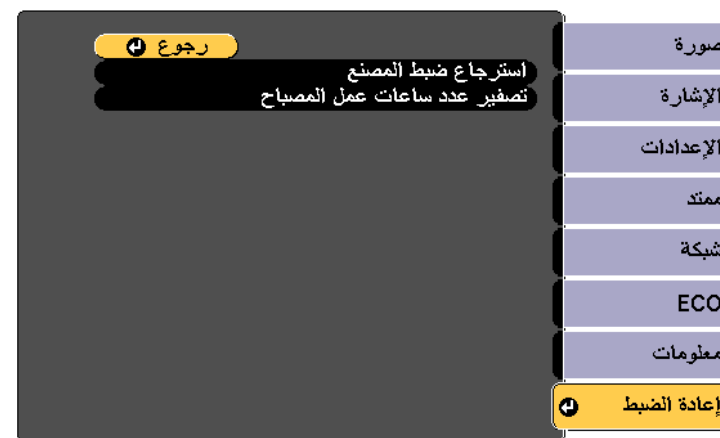 صورة
الإشارة
الإعدادات
ممتد
شبكة
ECO
معلومات
إعادة الضبط
رجوع
استرجاع ضبط المصنع
تصفير عدد ساعات عمل المصباح